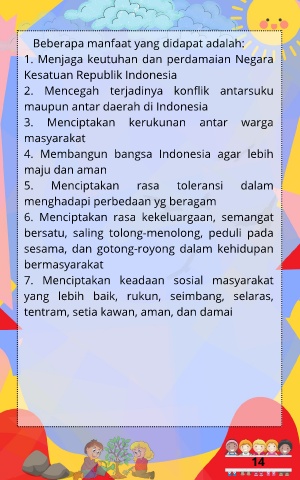 Beberapa manfaat yang didapat adalah:
1. Menjaga keutuhan dan perdamaian Negara
Kesatuan Republik Indonesia
2. Mencegah terjadinya konflik antarsuku
maupun antar daerah di Indonesia
3. Menciptakan kerukunan antar warga
masyarakat
4. Membangun bangsa Indonesia agar lebih
maju dan aman
5. Menciptakan rasa toleransi dalam
menghadapi perbedaan yg beragam
6. Menciptakan rasa kekeluargaan, semangat
bersatu, saling tolong-menolong, peduli pada
sesama, dan gotong-royong dalam kehidupan
bermasyarakat
7. Menciptakan keadaan sosial masyarakat
yang lebih baik, rukun, seimbang, selaras,
tentram, setia kawan, aman, dan damai
14